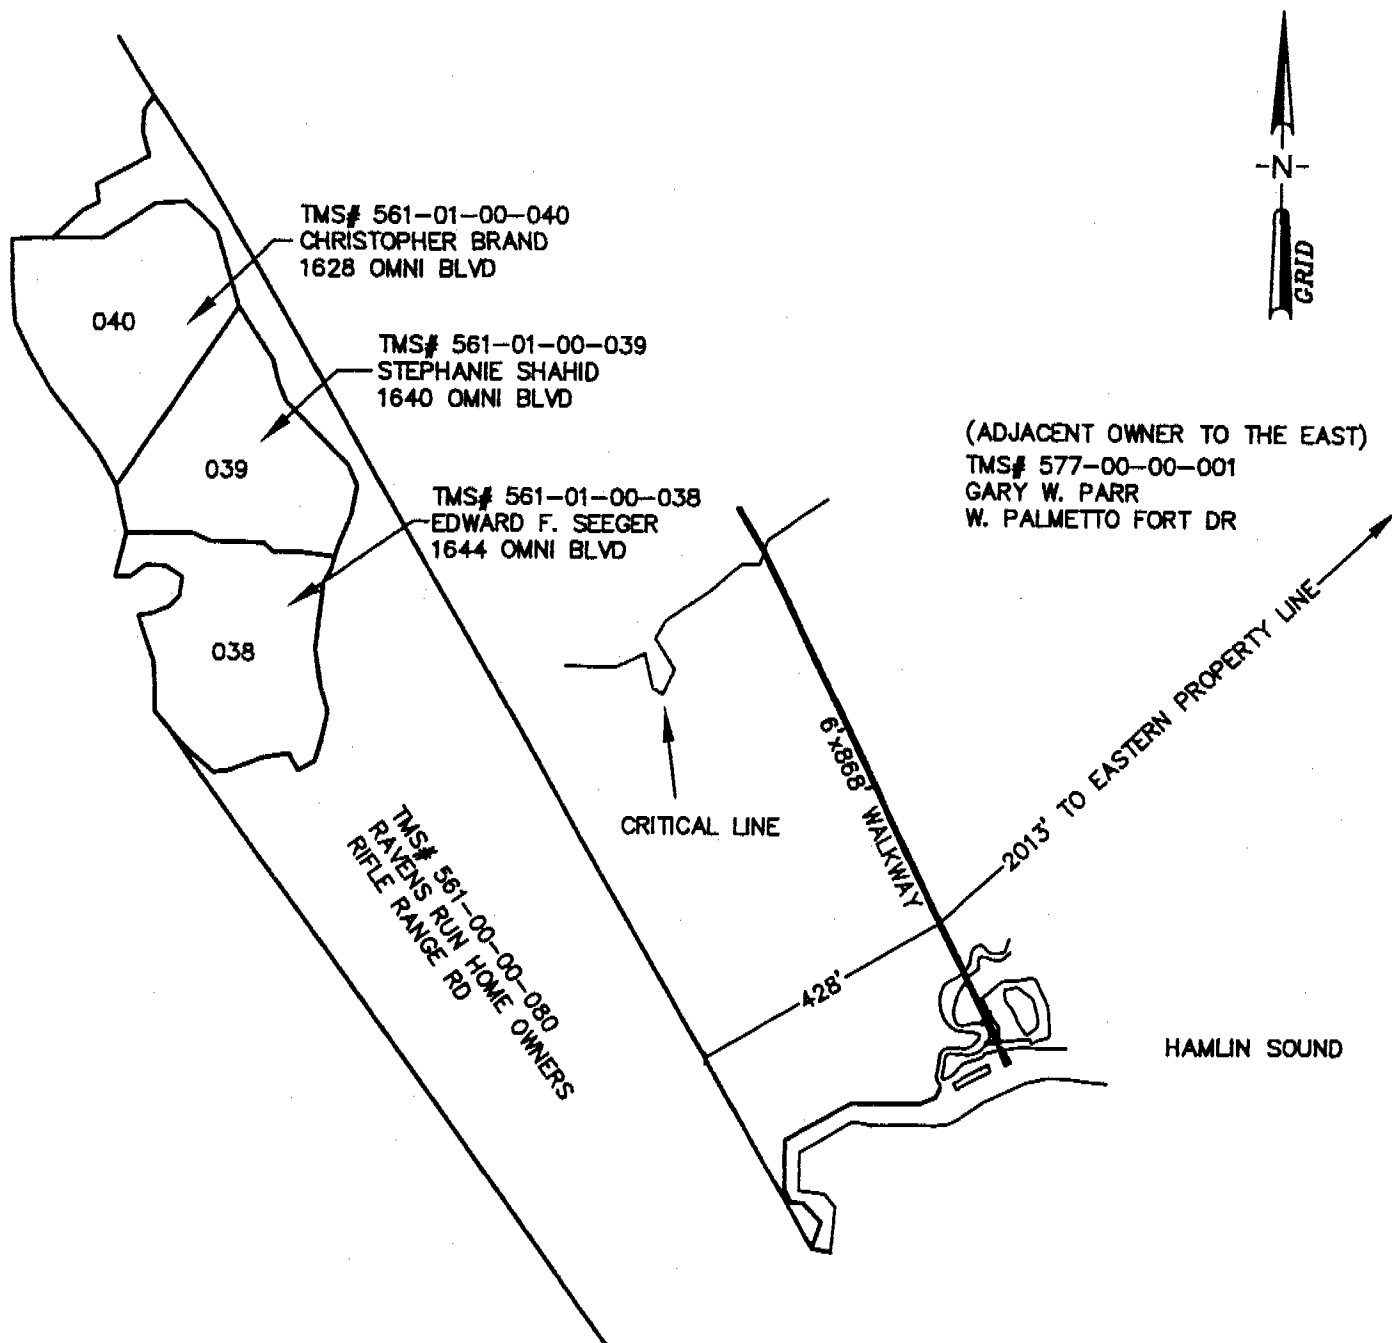 -N-
GRID
TMS# 561-01-00-040
CHRISTOPHER BRAND
1628 OMNI BLVD
040
TMS# 561-01-00-039
STEPHANIE SHAHID
1640 OMNI BLVD
039
(ADJACENT OWNER TO THE EAST)
TMS# 577-00-00-001
GARY W. PARR
W. PALMETTO FORT DR
TMS# 561-01-00-038
EDWARD F. SEEGER
1644 OMNI BLVD
038
2013' TO EASTERN PROPERTY LINE
6'x868' WALKWAY
CRITICAL LINE
TMS# 561-00-00-080
RAVENS RUN HOME OWNERS
RIFLE RANGE RD
428'
HAMLIN SOUND